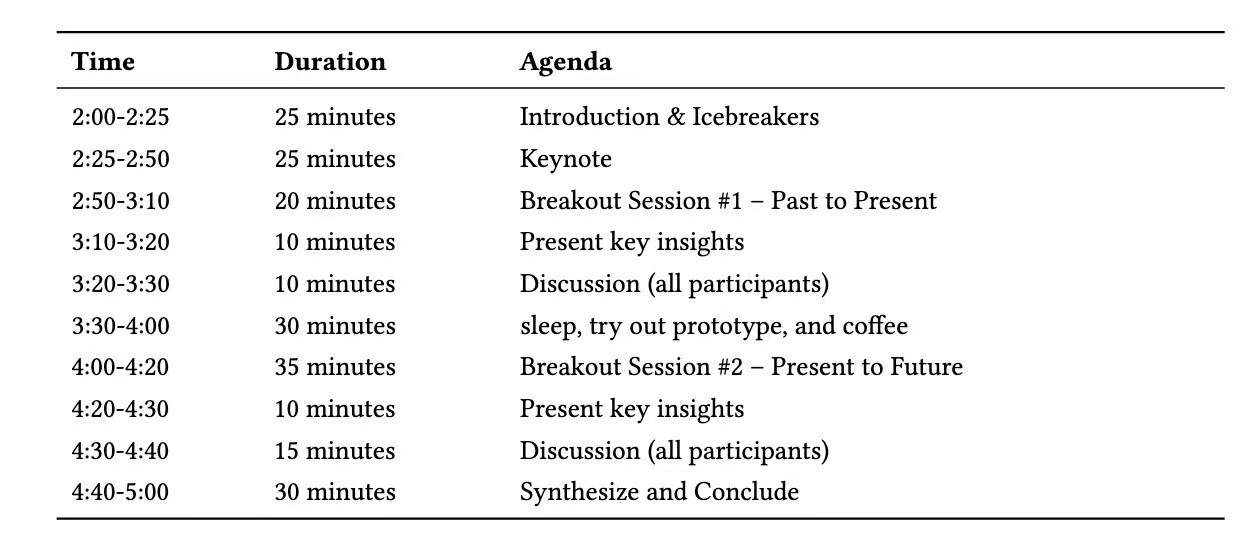 Time Duration Agenda
2:00-2:25 25 minutes Introduction & Icebreakers
2:25-2:50 25 minutes Keynote
2:50-3:10 20 minutes Breakout Session #1 – Past to Present
3:10-3:20 10 minutes Present key insights
3:20-3:30 10 minutes Discussion (all participants)
3:30-4:00 30 minutes sleep, try out prototype, and coffee
4:00-4:20 35 minutes Breakout Session #2 – Present to Future
4:20-4:30 10 minutes Present key insights
4:30-4:40 15 minutes Discussion (all participants)
4:40-5:00 30 minutes Synthesize and Conclude